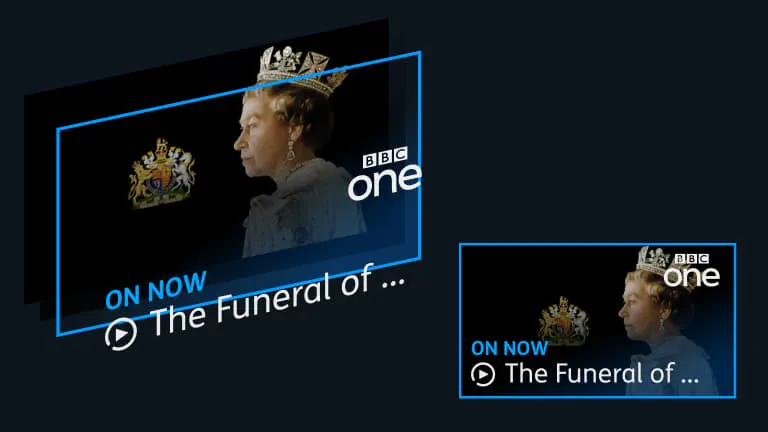 BBC
one
ON NOW
The Funeral of ...
BBC
one
ON NOW
The Funeral of ...